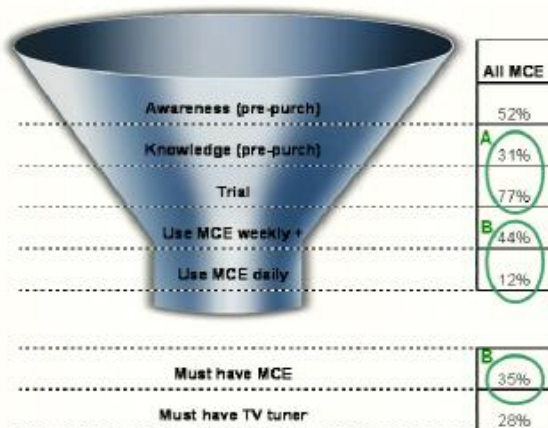 All MCE
Awareness (pre-purch) 52%
A
Knowledge (pre-purch) 31%
Trial 77%
B
Use MCE weekly + 44%
Use MCE daily 12%
B
Must have MCE 35%
Must have TV tuner 28%